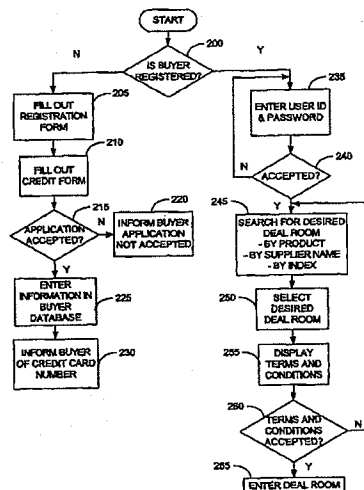 START
200
N
IS BUYER
REGISTERED?
Y
205
FILL OUT
REGISTRATION
FORM
210
FILL OUT
CREDIT FORM
215
APPLICATION
ACCEPTED?
N
220
INFORM BUYER
APPLICATION
NOT ACCEPTED
Y
ENTER
INFORMATION IN
BUYER
DATABASE
225
INFORM BUYER
OF CREDIT CARD
NUMBER
230
235
ENTER USER ID
& PASSWORD
N
240
ACCEPTED?
Y
245
SEARCH FOR DESIRED
DEAL ROOM
- BY PRODUCT
- BY SUPPLIER NAME
- BY INDEX
250
SELECT
DESIRED
DEAL ROOM
255
DISPLAY
TERMS AND
CONDITIONS
260
TERMS AND
CONDITIONS
ACCEPTED?
N
Y
265
ENTER DEAL ROOM